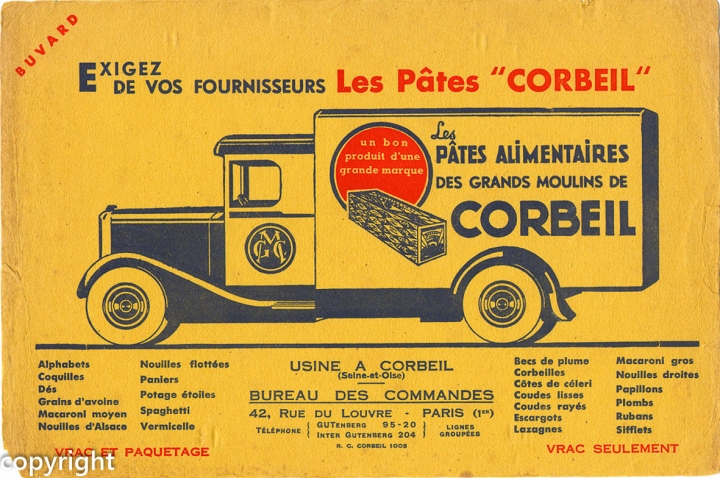 BUVARD
EXIGEZ
DE VOS FOURNISSEURS Les Pâtes "CORBEIL"
un bon
produit d'une
grande marque
Les
PÂTES ALIMENTAIRES
DES GRANDS MOULINS DE
CORBEIL
GMC
Alphabets
Coquilles
Dés
Grains d'avoine
Macaroni moyen
Nouilles d'Alsace
Nouilles flottées
Paniers
Potage étoiles
Spaghetti
Vermicelle
VRAC ET PAQUETAGE
USINE A CORBEIL
(Seine-et-Oise)
BUREAU DES COMMANDES
42, RUE DU LOUVRE - PARIS (1er)
TÉLÉPHONE { GUTENBERG 95-20 } LIGNES
INTER GUTENBERG 204 GROUPÉES
R. C. CORBEIL 1008
Becs de plume
Corbeilles
Côtes de céleri
Coudes lisses
Coudes rayés
Escargots
Lazagnes
Macaroni gros
Nouilles droites
Papillons
Plombs
Rubans
Sifflets
VRAC SEULEMENT
copyright